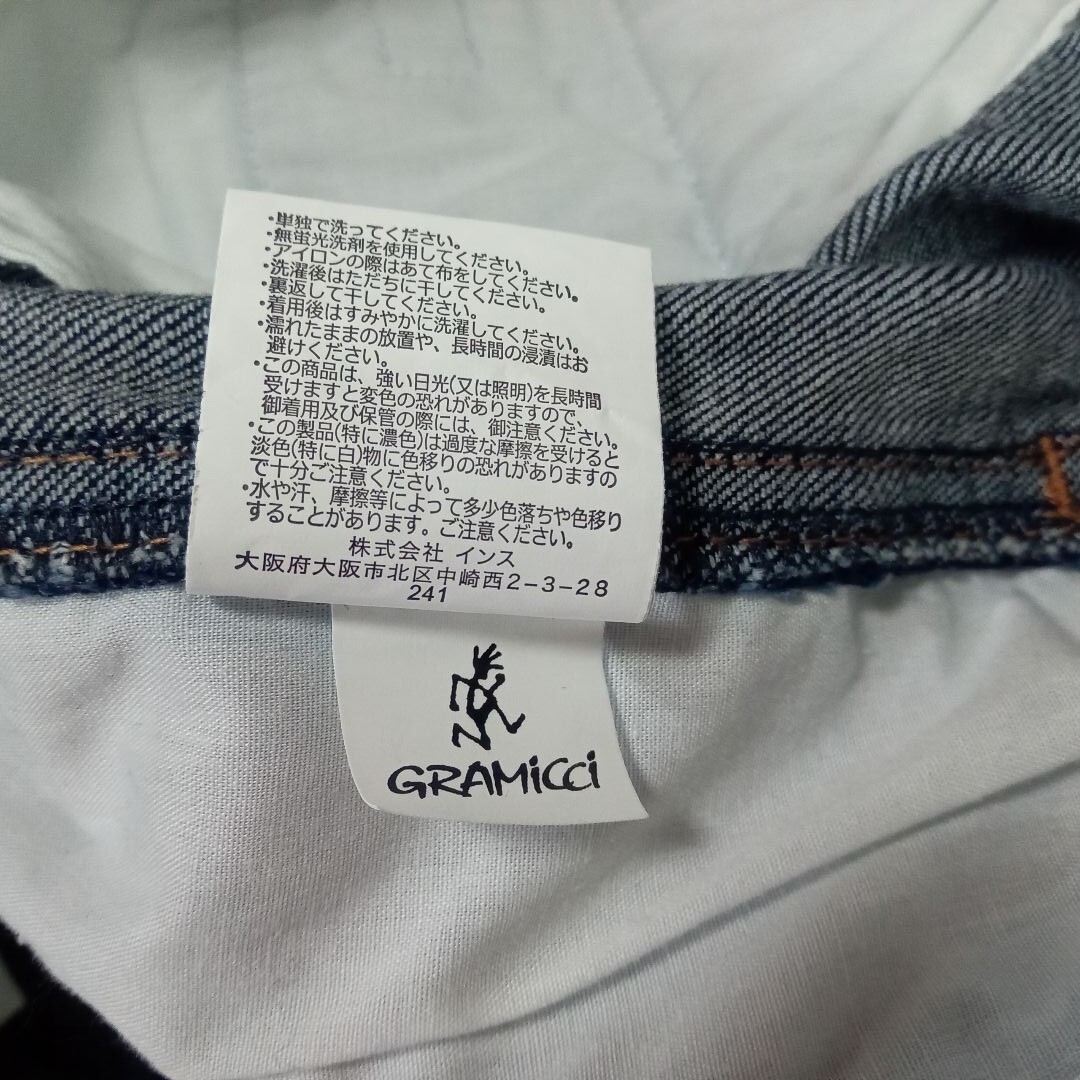 ・単独で洗ってください。
・無蛍光洗剤を使用してください。
・アイロンの際はあて布をしてください。
・洗濯後はただちに干してください。
・裏返して干してください。
・着用後はすみやかに洗濯してください。
・濡れたままの放置や、長時間の浸漬はお
避けください。
・この商品は、強い日光(又は照明)を長時間
受けますと変色の恐れがありますので、
御着用及び保管の際には、御注意ください。
・この製品(特に濃色)は過度な摩擦を受けると
淡色(特に白)物に色移りの恐れがありますの
で十分ご注意ください。
・水や汗、摩擦等によって多少色落ちや色移り
することがあります。ご注意ください。
株式会社 インス
大阪府大阪市北区中崎西2-3-28
241
GRAMiCCi